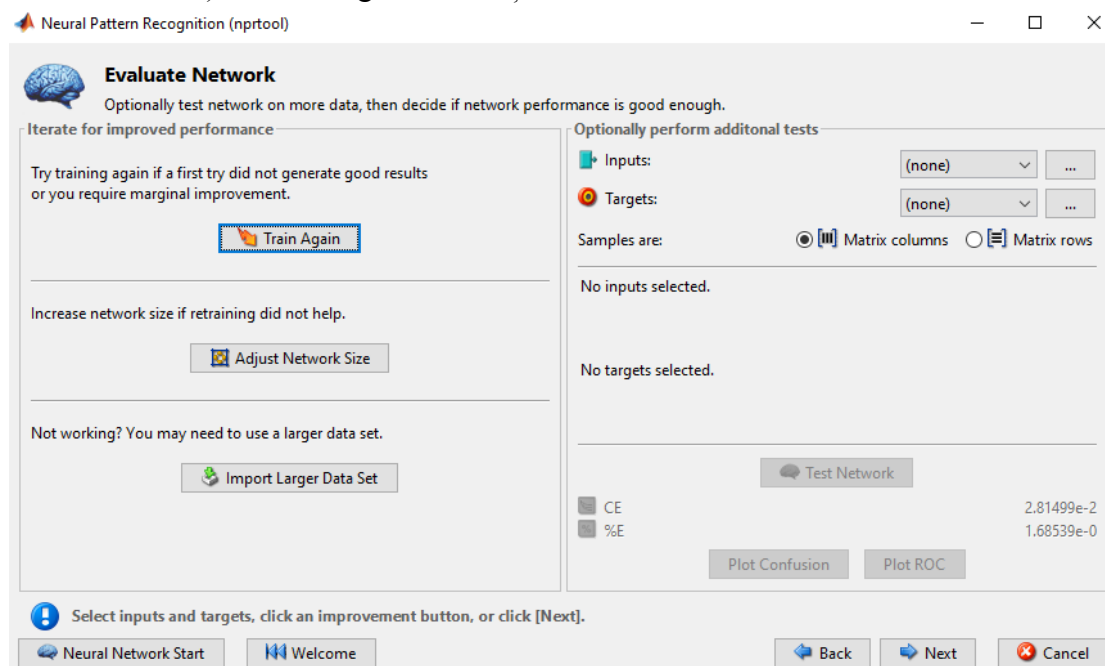 Neural Pattern Recognition (nprtool)
Evaluate Network
Optionally test network on more data, then decide if network performance is good enough.
Iterate for improved performance
Try training again if a first try did not generate good results
or you require marginal improvement.
Train Again
Increase network size if retraining did not help.
Adjust Network Size
Not working? You may need to use a larger data set.
Import Larger Data Set
Optionally perform additonal tests
Inputs: (none) ...
Targets: (none) ...
Samples are: Matrix columns Matrix rows
No inputs selected.
No targets selected.
Test Network
CE 2.81499e-2
%E 1.68539e-0
Plot Confusion Plot ROC
Select inputs and targets, click an improvement button, or click [Next].
Neural Network Start Welcome Back Next Cancel